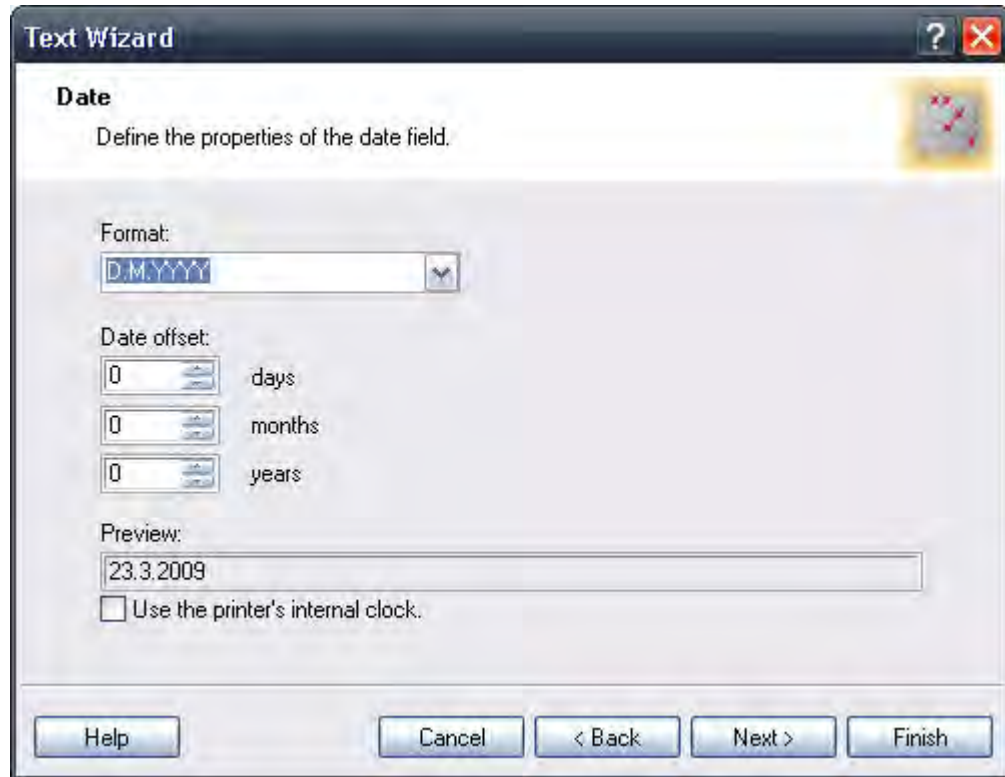 Text Wizard
?
Date
Define the properties of the date field.
Format:
D.M.YYYY
Date offset:
0 days
0 months
0 years
Preview:
23.3.2009
Use the printer's internal clock.
Help Cancel < Back Next > Finish